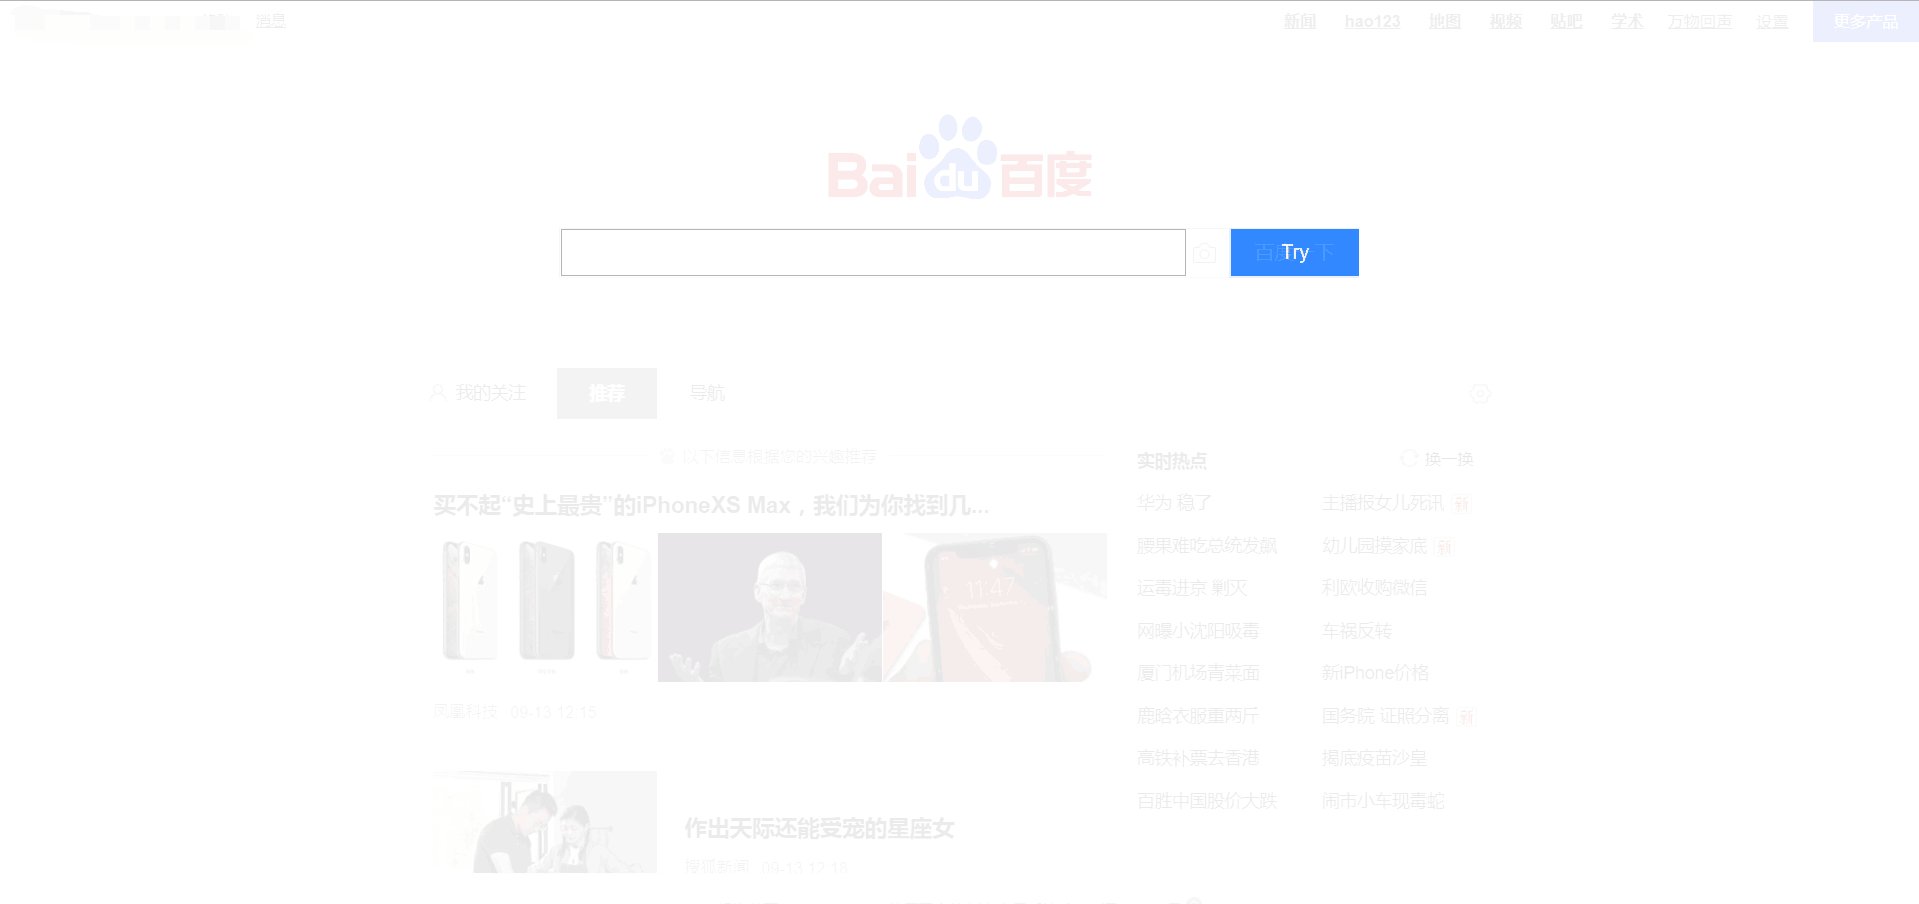 消息
新闻 hao123 地图 视频 贴吧 学术 万物回声 设置 更多产品
Bai du 百度
Try
我的关注 推荐 导航
以下信息根据您的兴趣推荐
买不起“史上最贵”的iPhoneXS Max，我们为你找到几...
11:47
凤凰科技 09-13 12:15
作出天际还能受宠的星座女
搜狐新闻 09-13 12:18
实时热点 换一换
华为 稳了 主播报女儿死讯 新
腰果难吃总统发飙 幼儿园摸家底 新
运毒进京 剿灭 利欧收购微信
网曝小沈阳吸毒 车祸反转
厦门机场青菜面 新iPhone价格
鹿晗衣服重两斤 国务院 证照分离 新
高铁补票去香港 揭底疫苗沙皇
百胜中国股价大跌 闹市小车现毒蛇